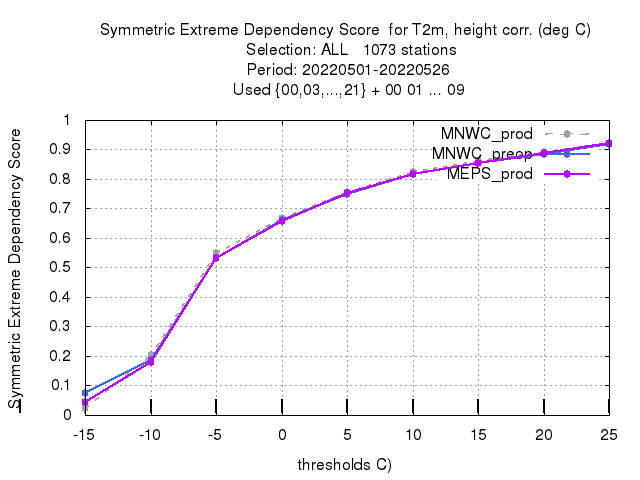 Symmetric Extreme Dependency Score  for T2m, height corr. (deg C)
Selection: ALL   1073 stations
Period: 20220501-20220526
Used {00,03,...,21} + 00 01 ... 09
Symmetric Extreme Dependency Score
1
0.9
0.8
0.7
0.6
0.5
0.4
0.3
0.2
0.1
0
MNWC_prod
MNWC_preop
MEPS_prod
-15 -10 -5 0 5 10 15 20 25
thresholds C)